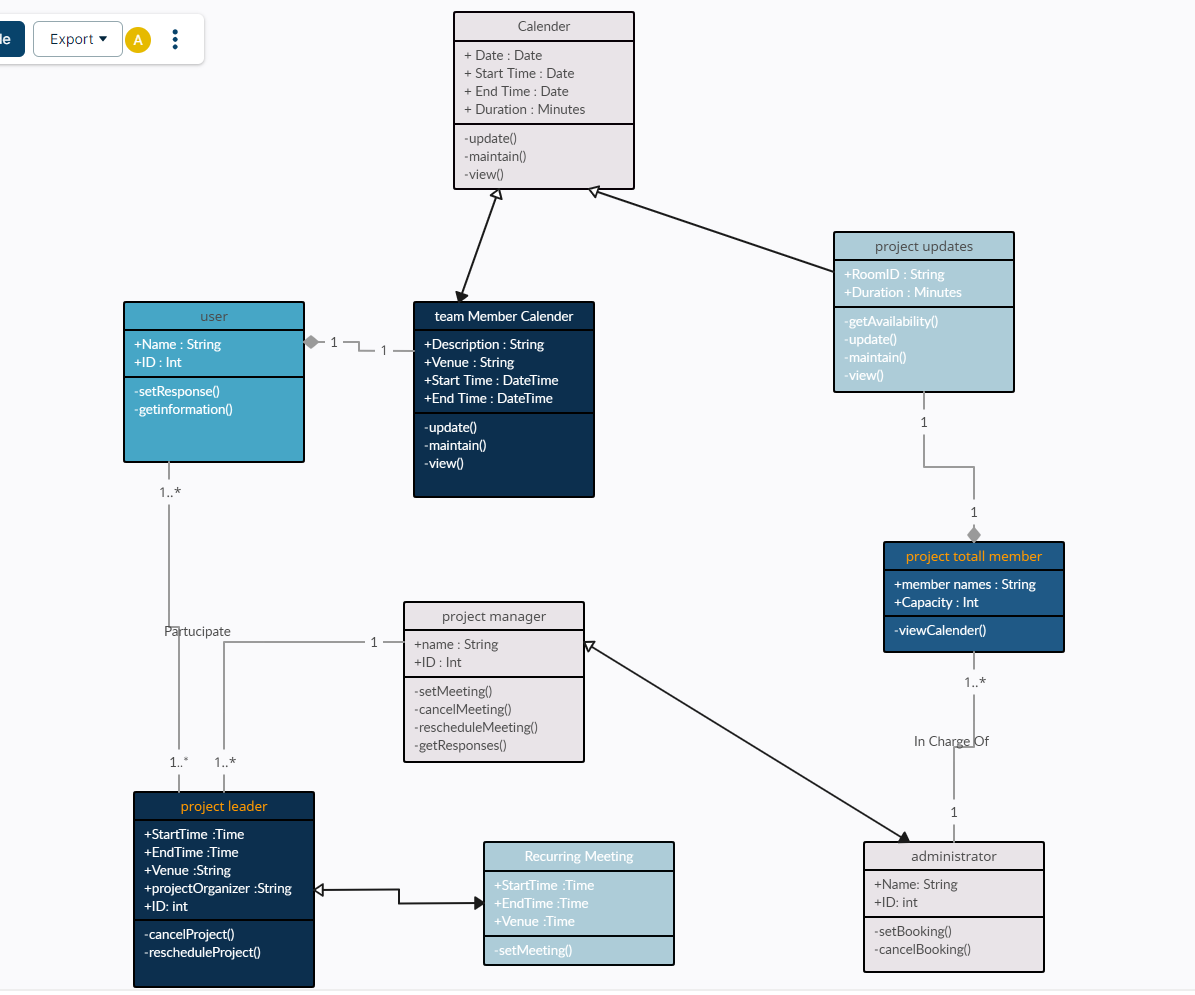 le
Export
A
Calender
+ Date : Date
+ Start Time : Date
+ End Time : Date
+ Duration : Minutes
-update()
-maintain()
-view()
project updates
+RoomID : String
+Duration : Minutes
-getAvailability()
-update()
-maintain()
-view()
user
+Name : String
+ID : Int
-setResponse()
-getinformation()
1
1
team Member Calender
+Description : String
+Venue : String
+Start Time : DateTime
+End Time : DateTime
-update()
-maintain()
-view()
1
1
project totall member
+member names : String
+Capacity : Int
-viewCalender()
1..*
Partucipate
1..*
project manager
+name : String
+ID : Int
-setMeeting()
-cancelMeeting()
-rescheduleMeeting()
-getResponses()
1
1..*
1..*
In Charge Of
1
project leader
+StartTime :Time
+EndTime :Time
+Venue :String
+projectOrganizer :String
+ID: int
-cancelProject()
-rescheduleProject()
Recurring Meeting
+StartTime :Time
+EndTime :Time
+Venue :Time
-setMeeting()
administrator
+Name: String
+ID: int
-setBooking()
-cancelBooking()